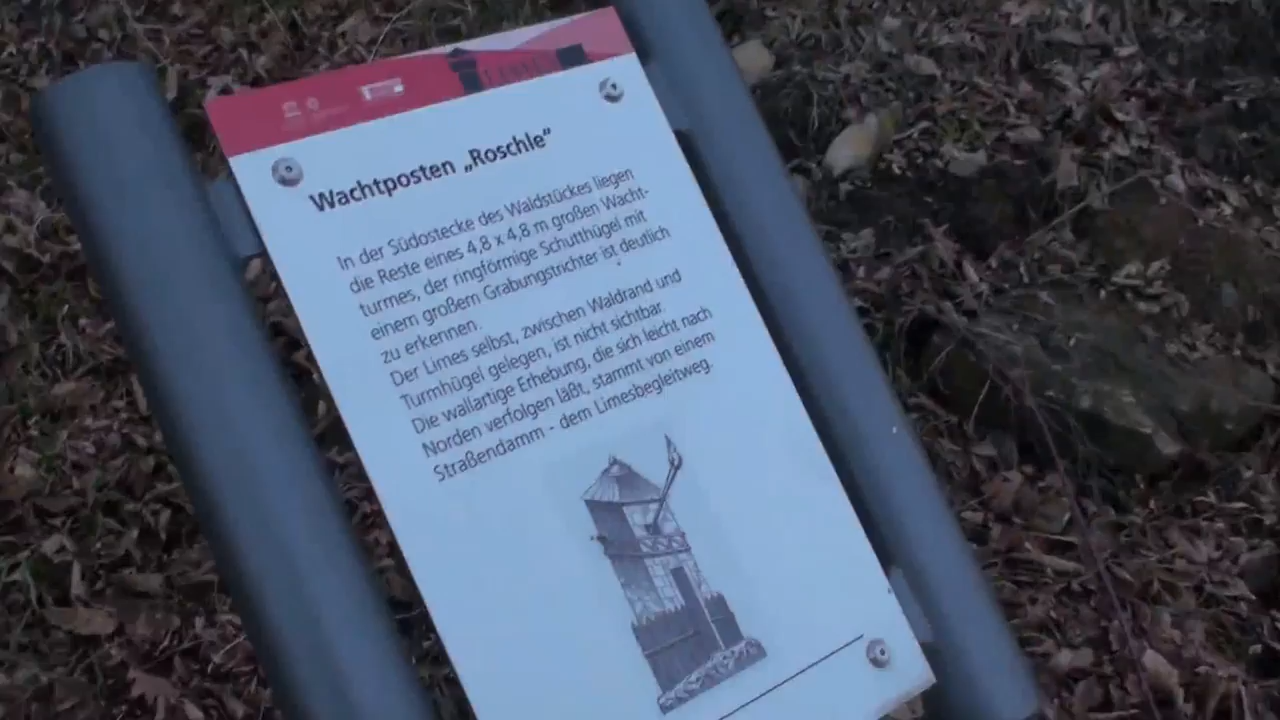 Wachtposten „Roschle“
In der Südostecke des Waldstückes liegen
die Reste eines 4,8 x 4,8 m großen Wacht-
turmes, der ringförmige Schutthügel mit
einem großem Grabungstrichter ist deutlich
zu erkennen.
Der Limes selbst, zwischen Waldrand und
Turmhügel gelegen, ist nicht sichtbar.
Die wallartige Erhebung, die sich leicht nach
Norden verfolgen läßt, stammt von einem
Straßendamm - dem Limesbegleitweg.